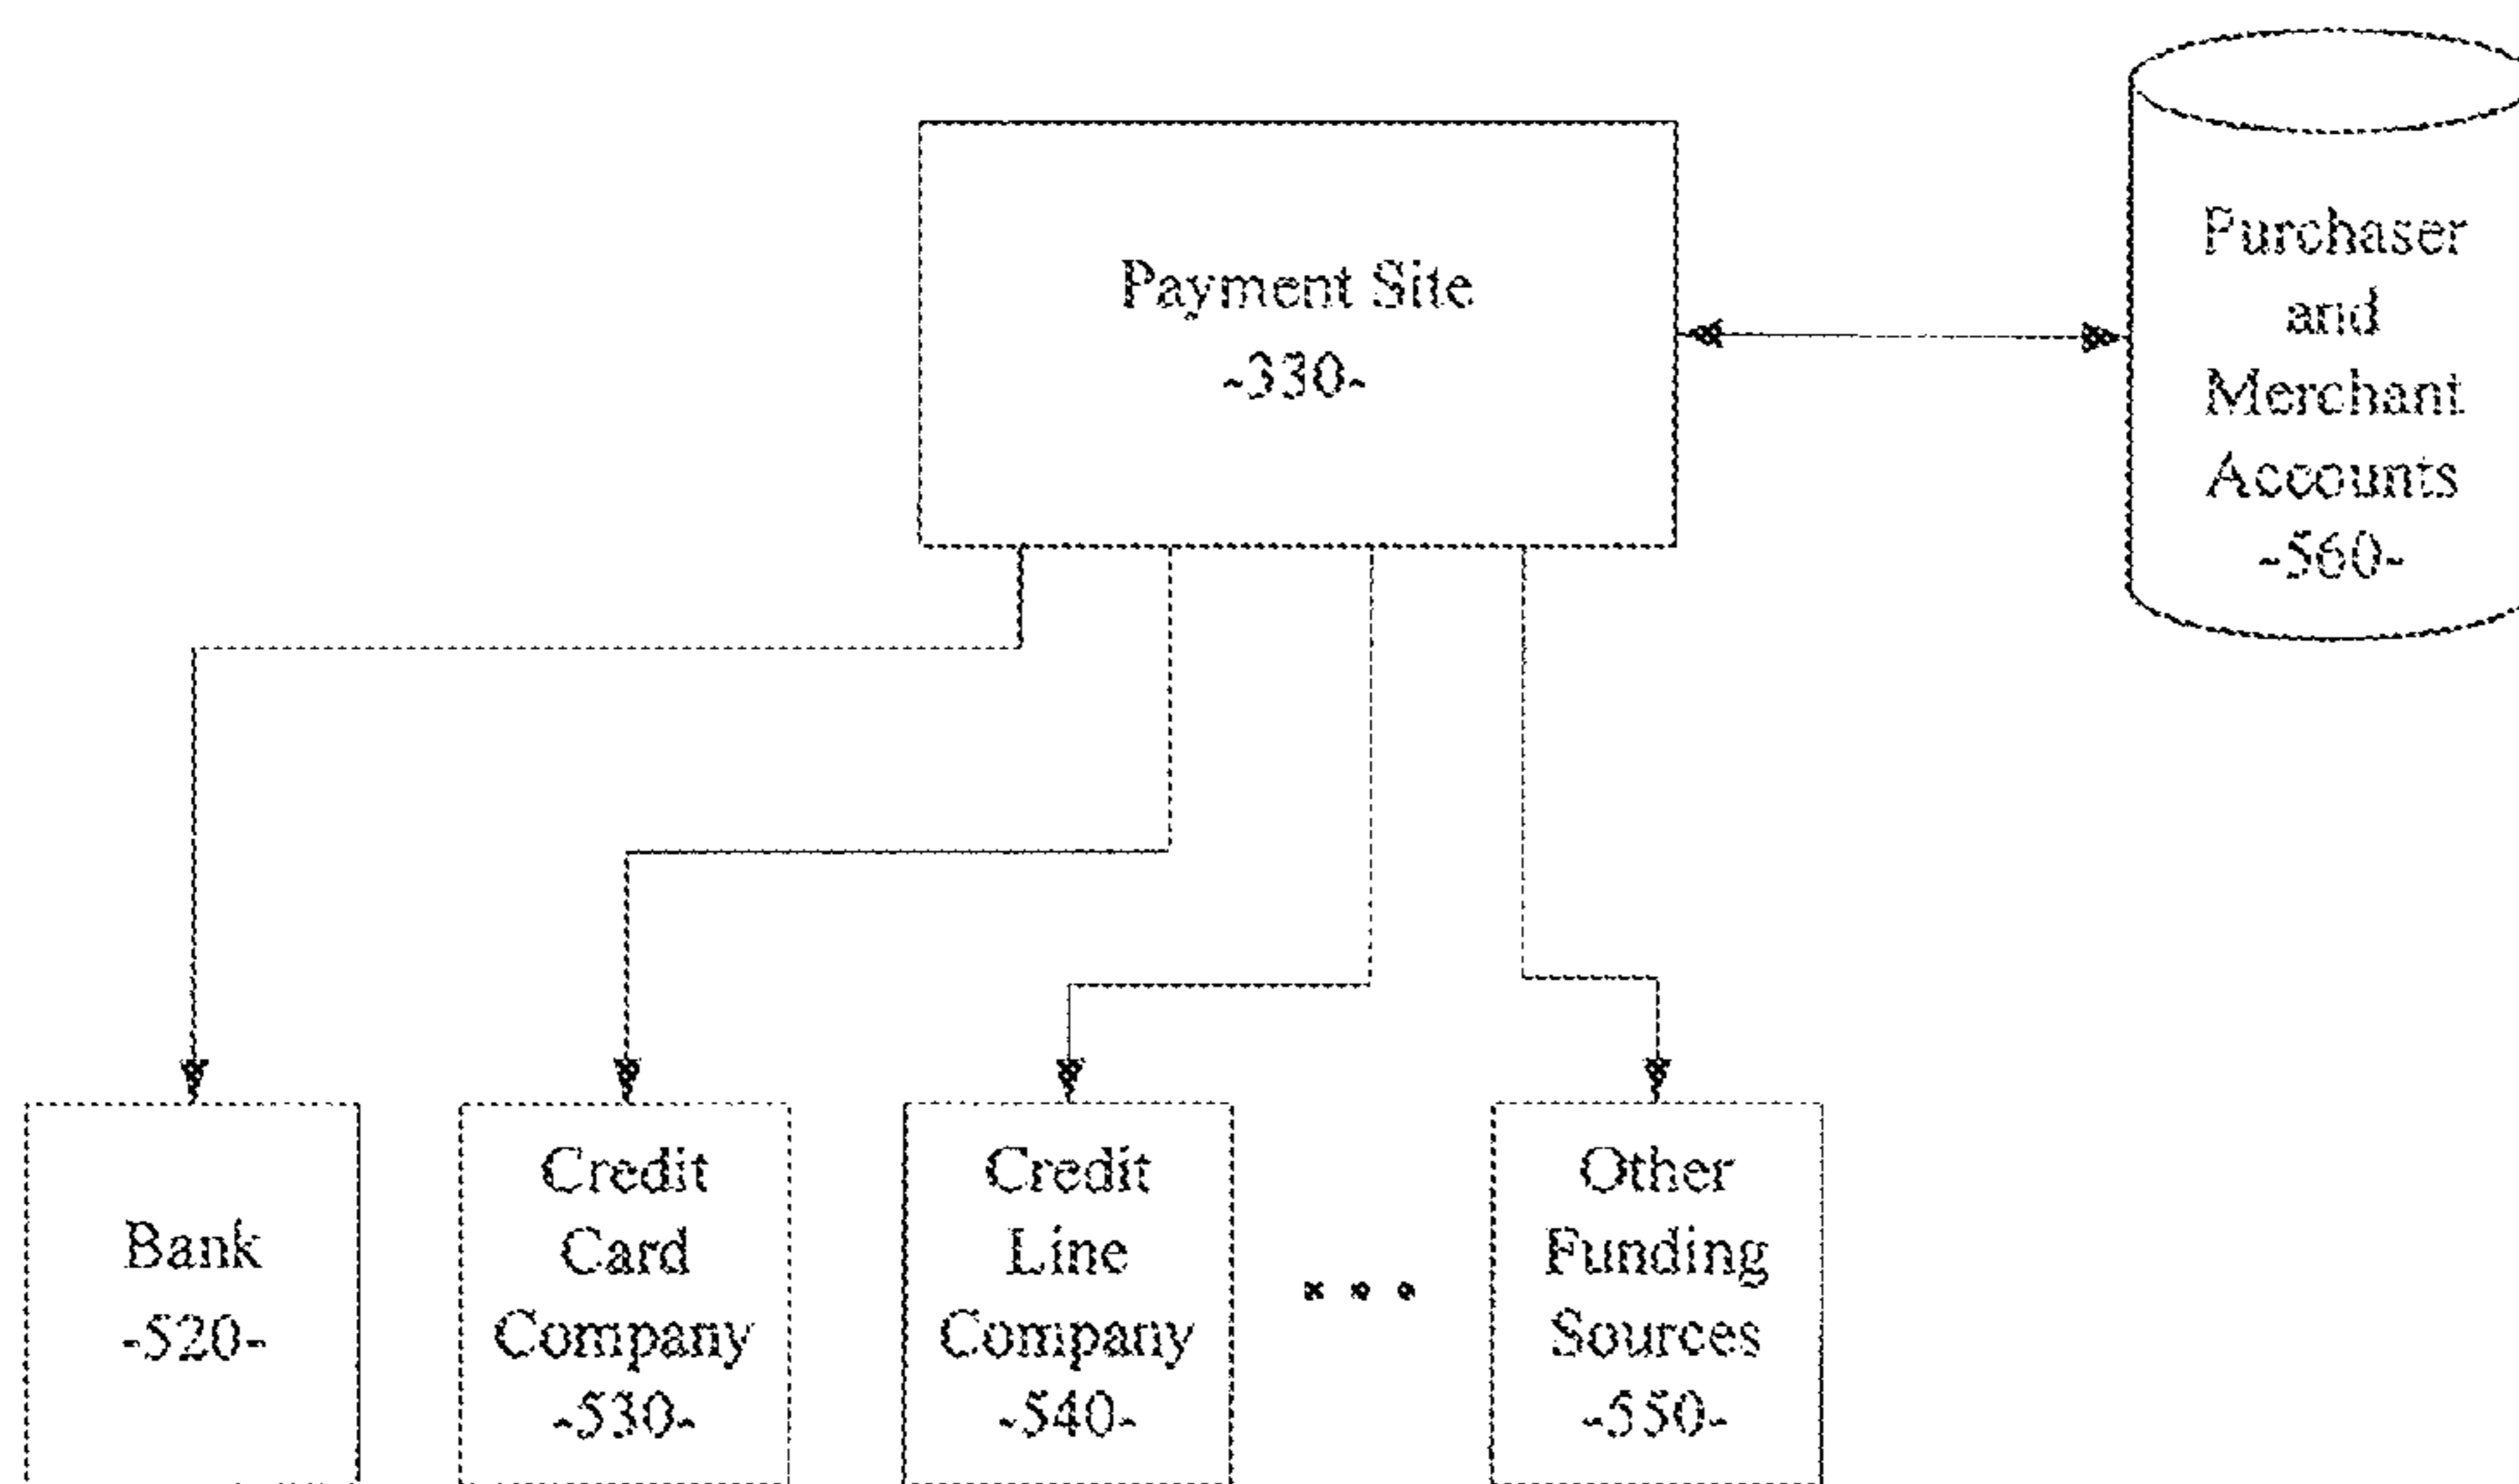 Payment Site
-330-
Purchaser
and
Merchant
Accounts
-560-
Bank
-520-
Credit
Card
Company
-530-
Credit
Line
Company
-540-
Other
Funding
Sources
-550-